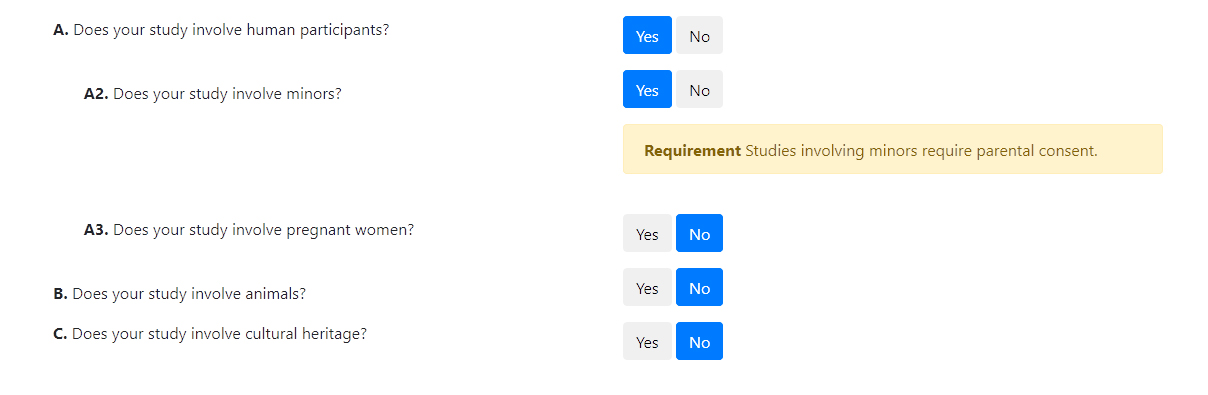 A. Does your study involve human participants? Yes No
A2. Does your study involve minors? Yes No
Requirement Studies involving minors require parental consent.
A3. Does your study involve pregnant women? Yes No
B. Does your study involve animals? Yes No
C. Does your study involve cultural heritage? Yes No